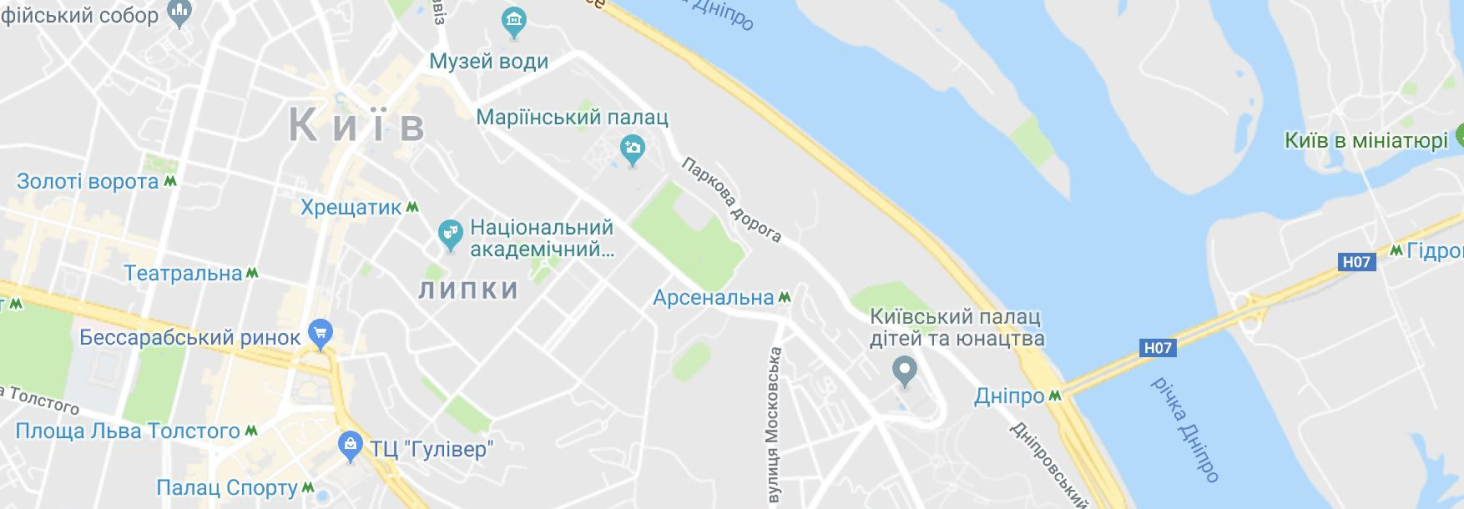 фійський собор
Музей води
Дніпро
Київ
Маріїнський палац
Київ в мініатюрі
Золоті ворота
Паркова дорога
Хрещатик
Національний
академічний...
Н07
Гідро
Театральна
ЛИПКИ
Арсенальна
Київський палац
дітей та юнацтва
Бессарабський ринок
Н07
вулиця Московська
Дніпро
річка Дніпро
Толстого
Площа Льва Толстого
ТЦ "Гулівер"
Дніпровський
Палац Спорту